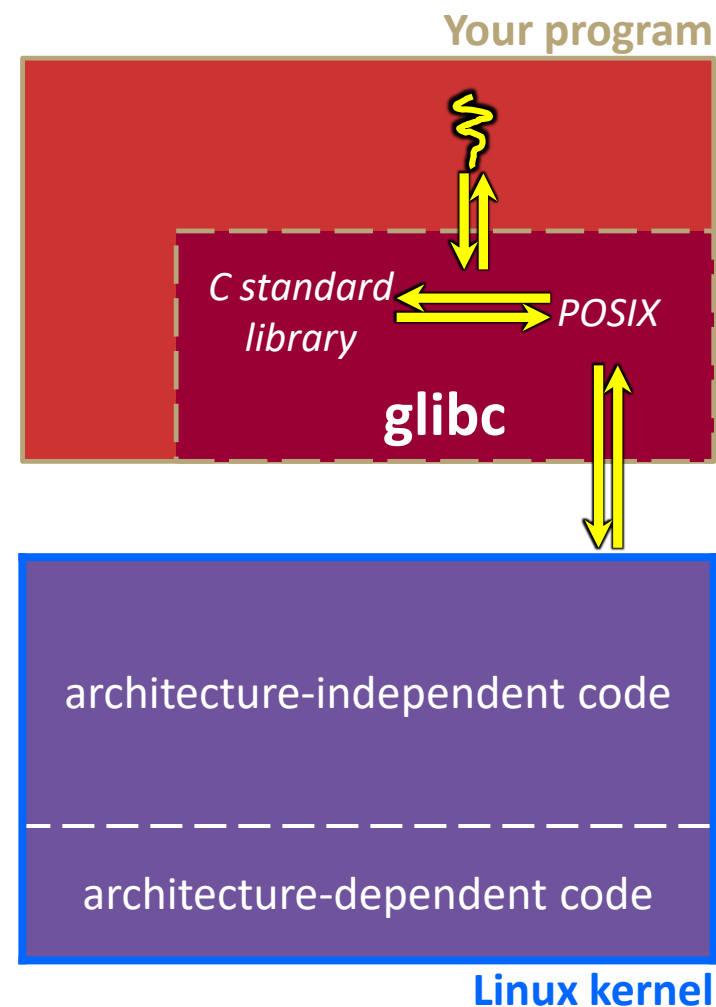 Your program
C standard
library
POSIX
glibc
architecture-independent code
architecture-dependent code
Linux kernel